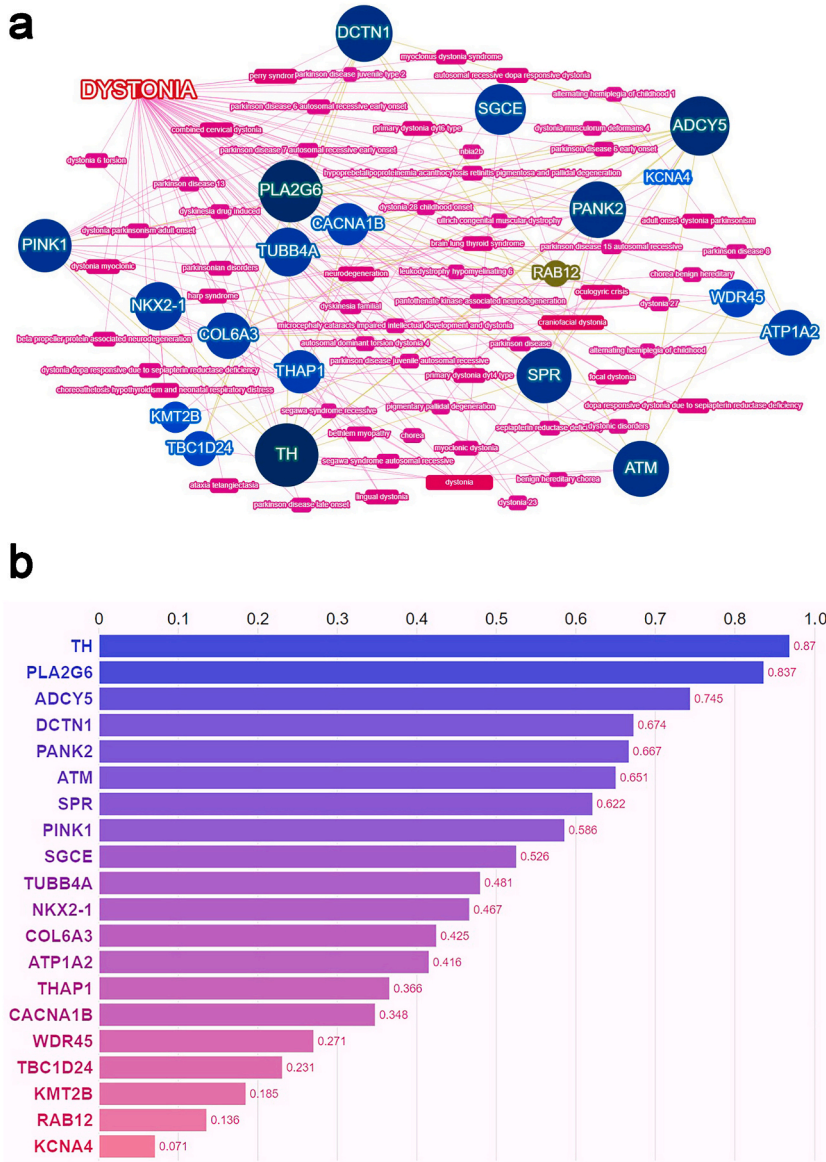 a
DCTN1
myoclonus dystonia syndrome
perry syndror
parkinson disease juvenile type-2
autosomal recessive dopa responsive dystonia
DYSTONIA
alternating hemiplegia of childhood 1
parkinson disease 6 autosomal recessive early onset
SGCE
ADCY5
combined cervical dystonia
primary dystonia dyt6 type
dystonia musculorum deformans 4
parkinson disease 7 autosomal recessive early onset
nbia2b
parkinson disease 6 early onset
dystonia 6 torsion
hypoprebetalipoproteinemia acanthocytosis retinitis pigmentosa and pallidal degeneration
KCNA4
parkinson disease 13
PLA2G6
dystonia 28 childhood onset
PANK2
dyskinesia drug induced
CACNA1B
ullrich congenital muscular dystrophy
adult onset dystonia parkinsonism
dystonia parkinsonism adult onset
PINK1
TUBB4A
brain lung thyroid syndrome
parkinson disease 15 autosomal recessive
parkinson disease 8
dystonia myoclonic
parkinsonian disorders
neurodegeneration
leukodystrophy hypomyelinating 6
RAB12
chorea benign hereditary
NKX2-1
harp syndrome
dyskinesia familial
pantothenate kinase associated neurodegeneration
oculogyric crisis
dystonia-27
WDR45
microcephaly cataracts impaired intellectual development and dystonia
craniofacial dystonia
ATP1A2
COL6A3
beta propeller protein associated neurodegeneration
autosomal dominant torsion dystonia 4
parkinson disease
alternating hemiplegia of childhood
dystonia dopa responsive due to sepiapterin reductase deficiency
THAP1
parkinson disease juvenile autosomal recessive
primary dystonia dyt4 type
SPR
focal dystonia
choreoathetosis hypothyroidism and neonatal respiratory distress
KMT2B
segawa syndrome recessive
pigmentary pallidal degeneration
dopa responsive dystonia due to sepiapterin reductase deficiency
TBC1D24
bethlem myopathy
chorea
sepiapterin reductase defici
dystonic disorders
TH
myoclonic dystonia
segawa syndrome autosomal recessive
ATM
ataxia telangiectasia
dystonia
benign hereditary chorea
parkinson disease late onset
lingual dystonia
dystonia-23
b
0 0.1 0.2 0.3 0.4 0.5 0.6 0.7 0.8 1.0
TH 0.87
PLA2G6 0.837
ADCY5 0.745
DCTN1 0.674
PANK2 0.667
ATM 0.651
SPR 0.622
PINK1 0.586
SGCE 0.526
TUBB4A 0.481
NKX2-1 0.467
COL6A3 0.425
ATP1A2 0.416
THAP1 0.366
CACNA1B 0.348
WDR45 0.271
TBC1D24 0.231
KMT2B 0.185
RAB12 0.136
KCNA4 0.071